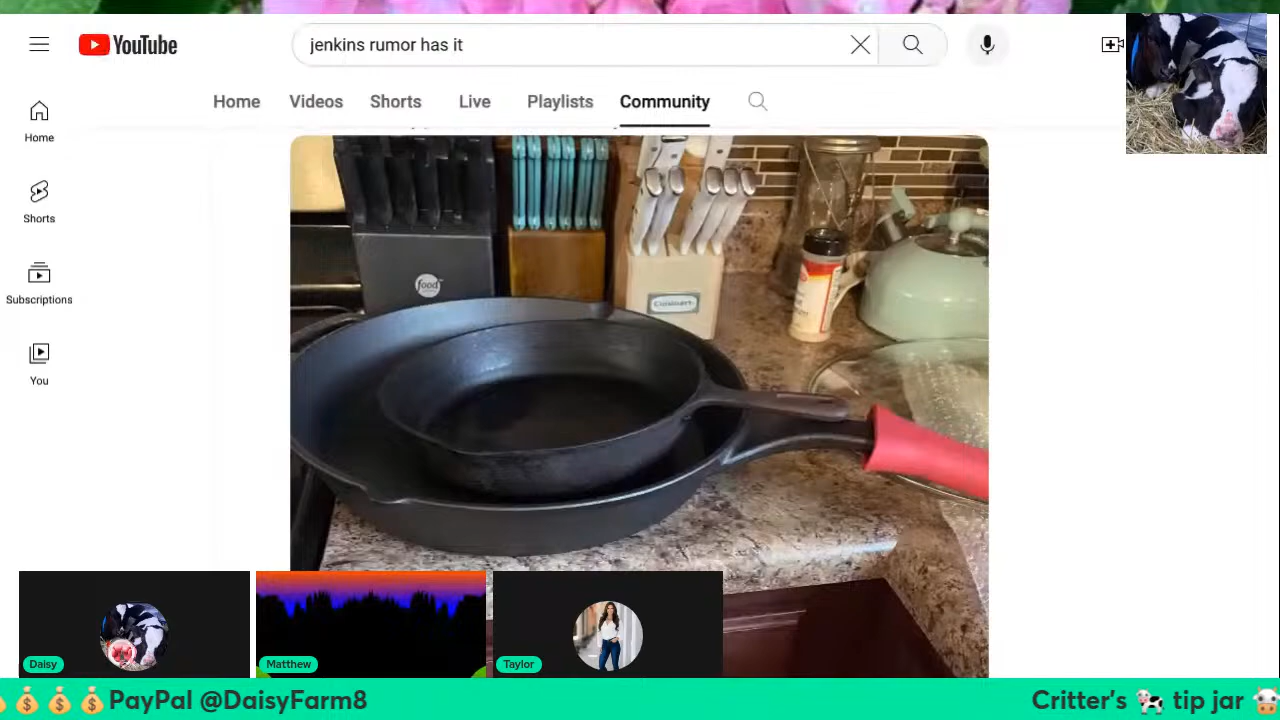 YouTube
jenkins rumor has it
Home
Videos
Shorts
Live
Playlists
Community
Home
Shorts
Subscriptions
You
food
Cuisinart
Daisy
Matthew
Taylor
PayPal @DaisyFarm8
Critter's 🐄 tip jar